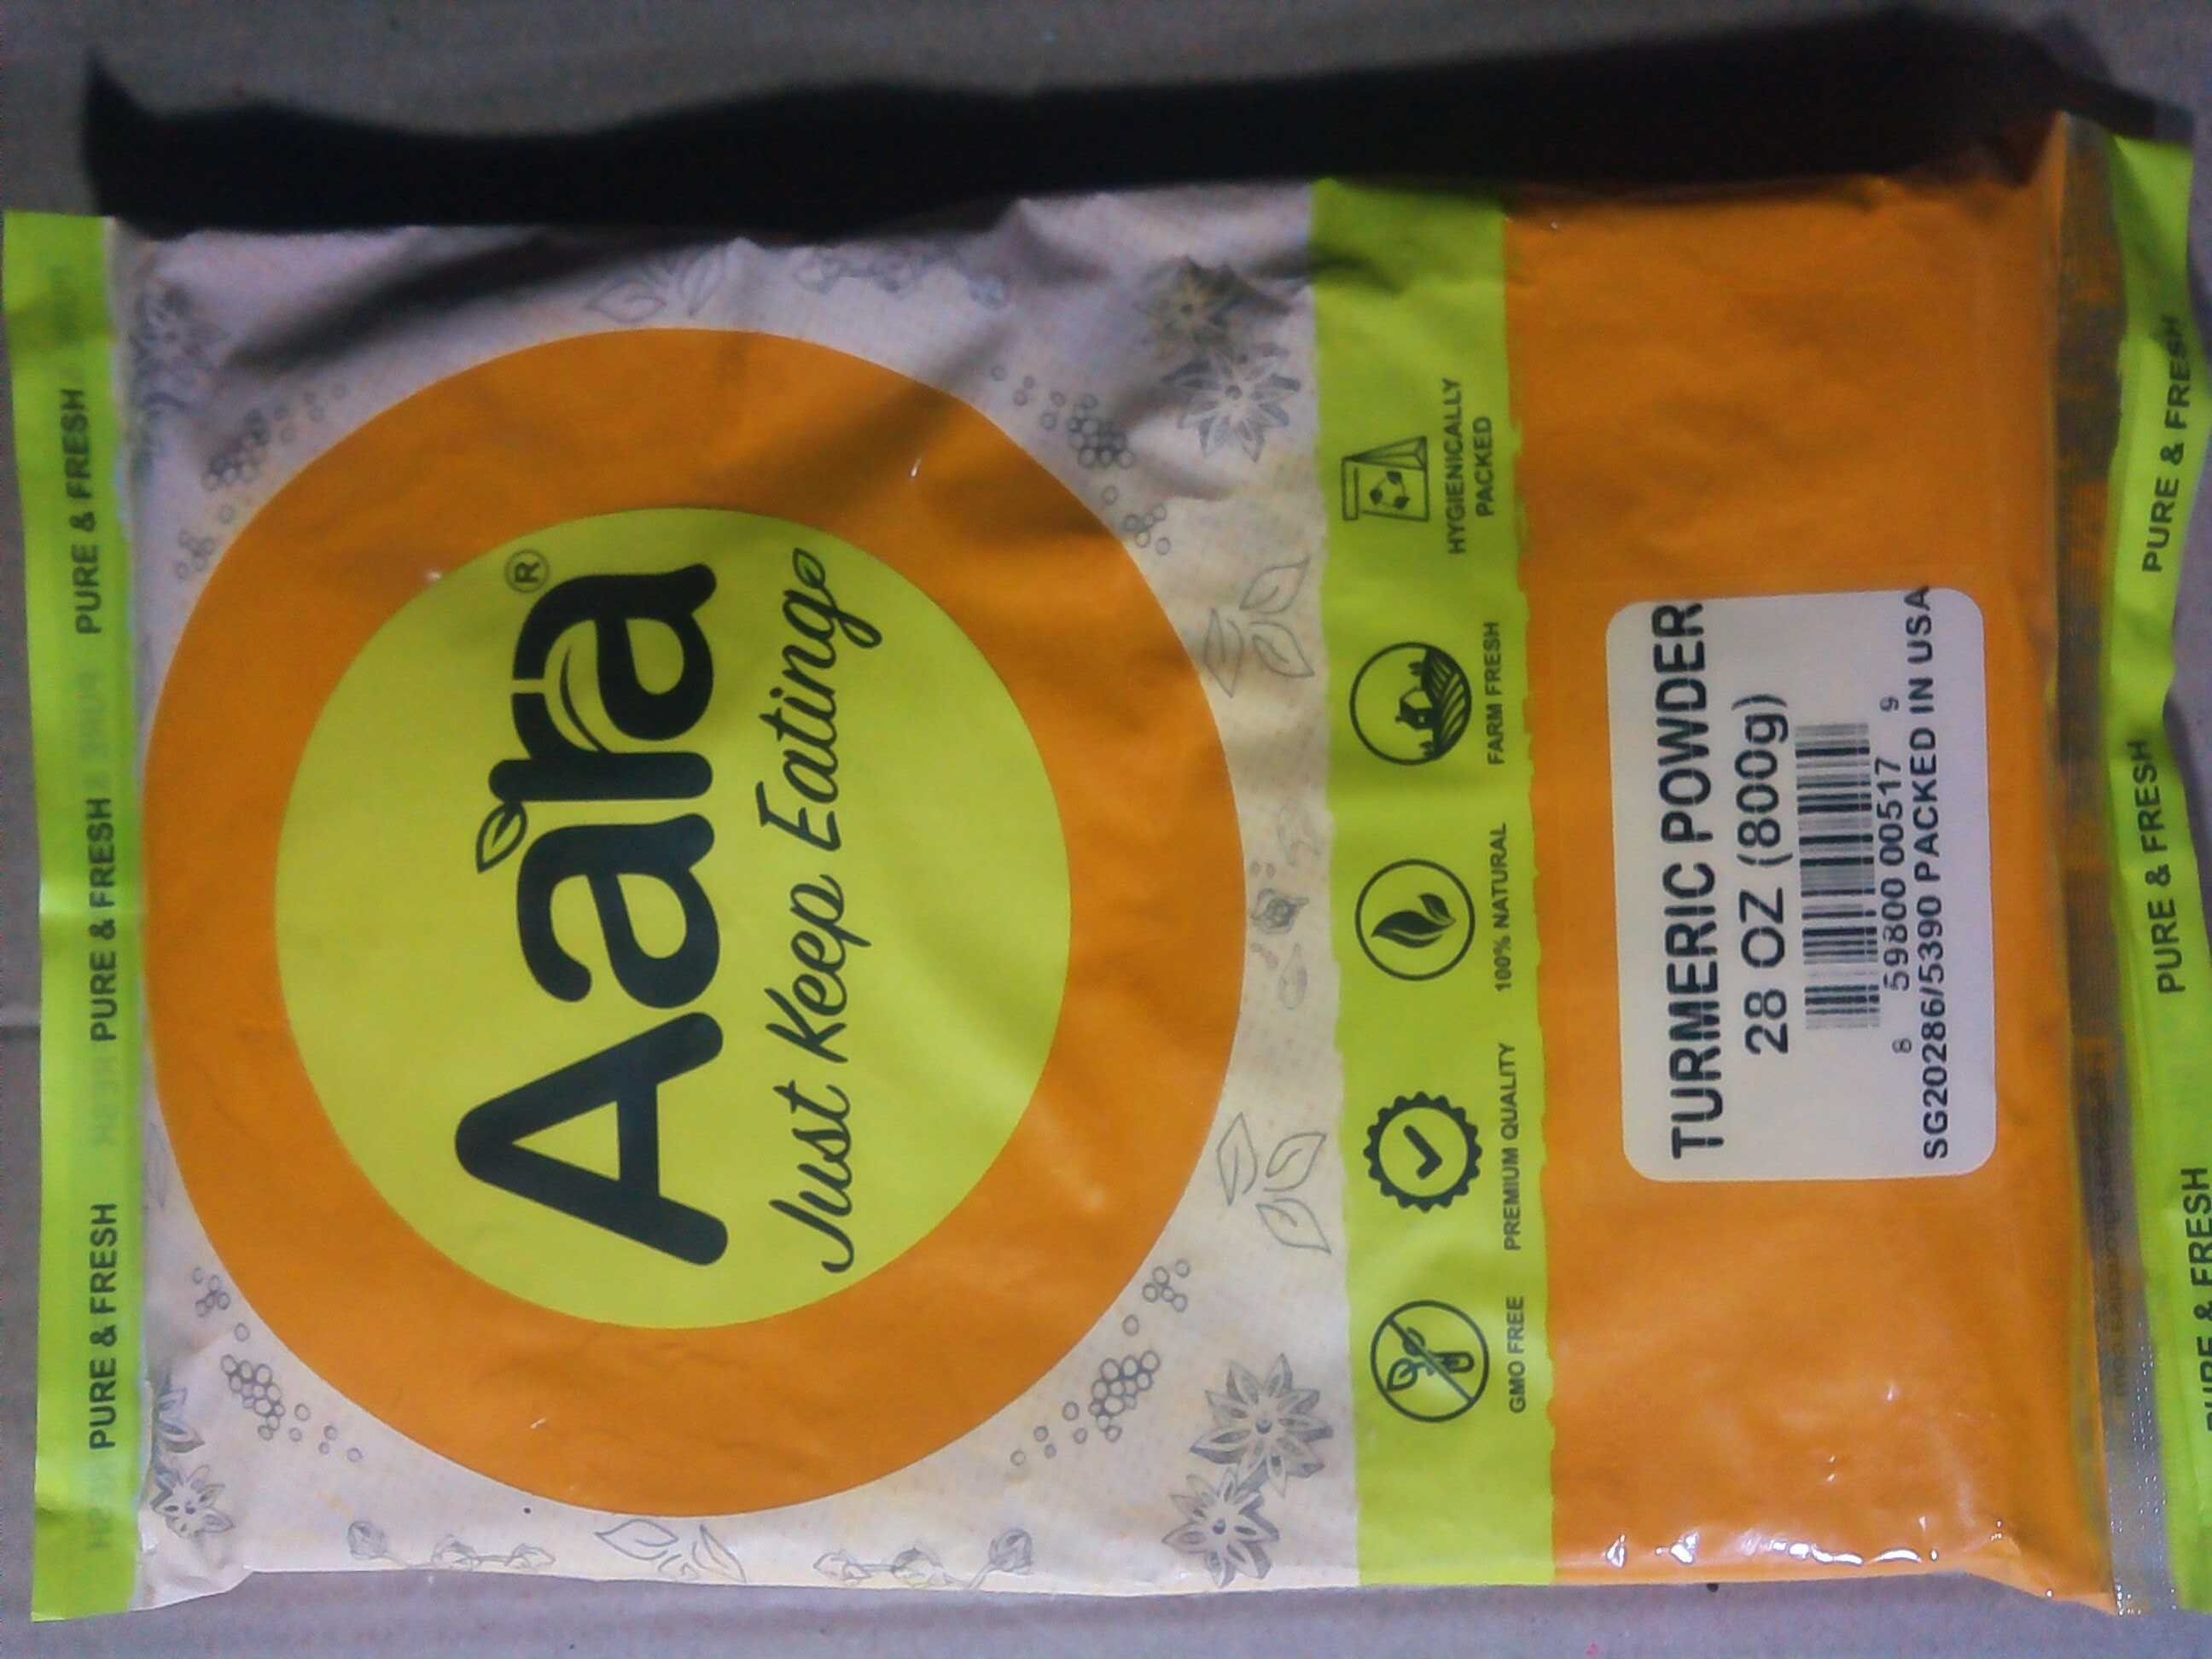 PURE & FRESH PURE & FRESH PURE & FRESH
Aara®
Just Keep Eating
GMO FREE
PREMIUM QUALITY
100% NATURAL
FARM FRESH
HYGIENICALLY
PACKED
TURMERIC POWDER
28 OZ (800g)
8 59800 00517 9
SG20286/5390 PACKED IN USA
PURE & FRESH PURE & FRESH PURE & FRESH